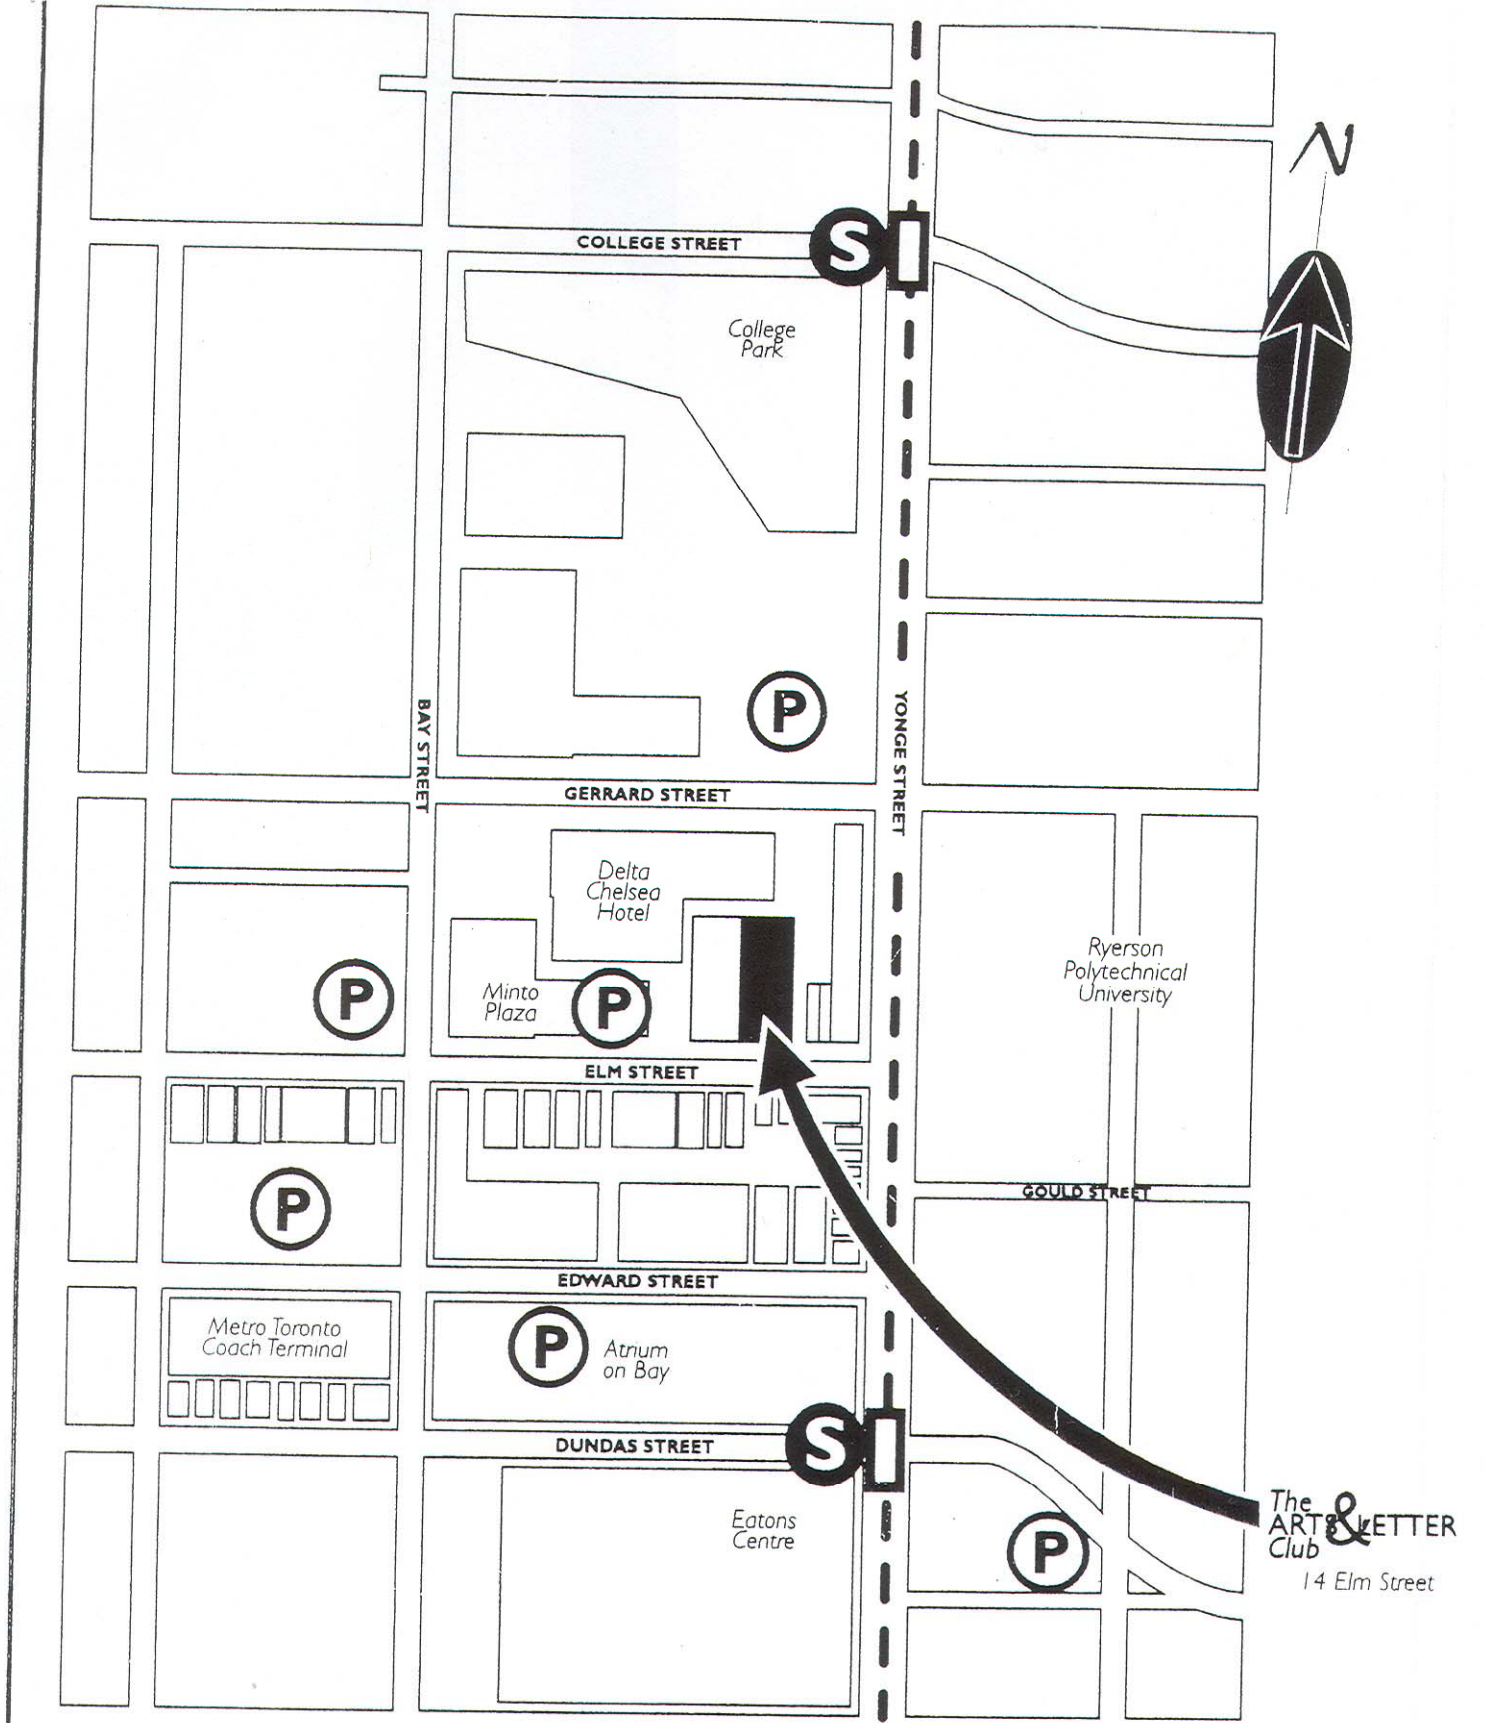 N
COLLEGE STREET
S
College
Park
P
BAY STREET
YONGE STREET
GERRARD STREET
Delta
Chelsea
Hotel
Ryerson
Polytechnical
University
P
Minto
Plaza
P
ELM STREET
P
GOULD STREET
EDWARD STREET
Metro Toronto
Coach Terminal
P
Atrium
on Bay
DUNDAS STREET
S
Eatons
Centre
P
The
ARTS & LETTER
Club
14 Elm Street